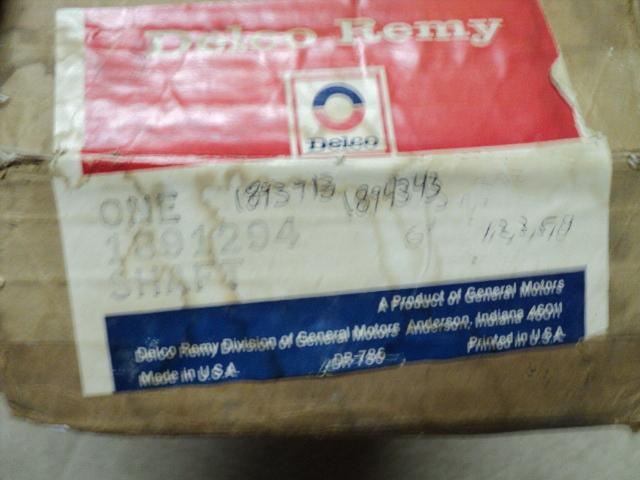 Delco Remy
Delco
ONE 1893713 1894343
1891294
SHAFT
A Product of General Motors
Delco Remy Division of General Motors Anderson, Indiana 46011
Made in U.S.A. DR-786 Printed in U.S.A.